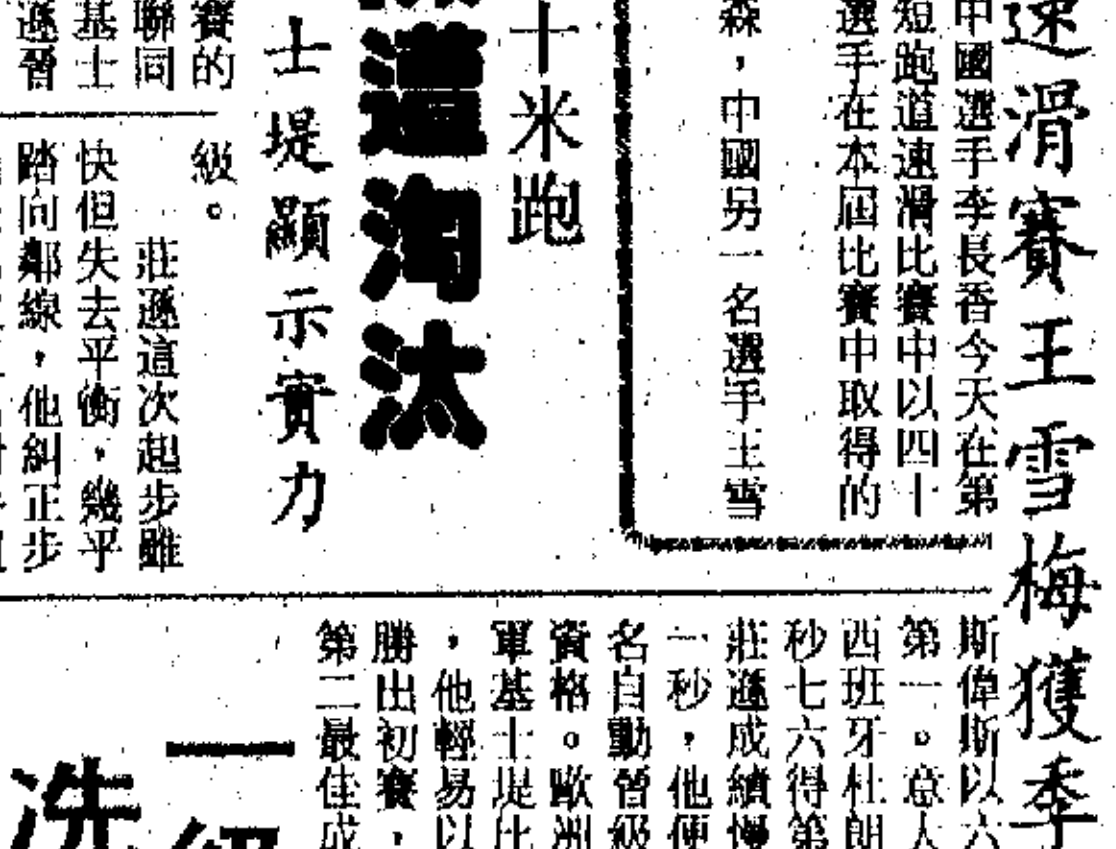 速滑賽王雪梅獲季
中國選手李長香今天在第
短跑道速滑比賽中以四十
選手在本屆比賽中取得的
森，中國另一名選手王雪
十米跑
遭淘汰
士堤顯示實力
賽的
聯同
基士
遜晉
級。
莊遜這次起步雖
快但失去平衡，幾乎
踏向鄰線，他糾正步
斯偉斯以六
第一。意大
西班牙杜朗
秒七六得第
莊遜成績慢
一秒，他便
名自動晉級
資格。歐洲
軍基士堤比
，他輕易以
勝出初賽，
第二最佳成
一
洗